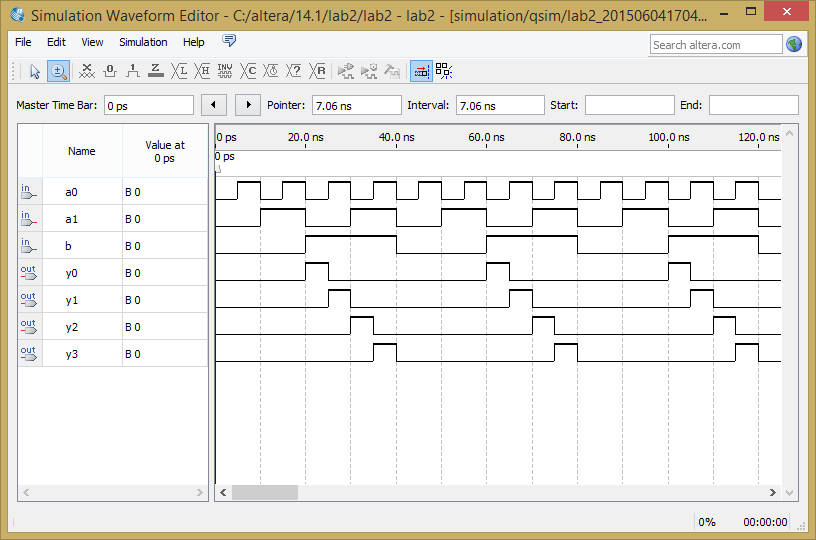 Simulation Waveform Editor - C:/altera/14.1/lab2/lab2 - lab2 - [simulation/qsim/lab2_201506041704...
File Edit View Simulation Help Search altera.com
0 1 Z L H INV C ? R
Master Time Bar: 0 ps Pointer: 7.06 ns Interval: 7.06 ns Start: End:
Name Value at 0 ps 0 ps 20.0 ns 40.0 ns 60.0 ns 80.0 ns 100.0 ns 120.0 ns
0 ps
in a0 B 0
in a1 B 0
in b B 0
out y0 B 0
out y1 B 0
out y2 B 0
out y3 B 0
0% 00:00:00